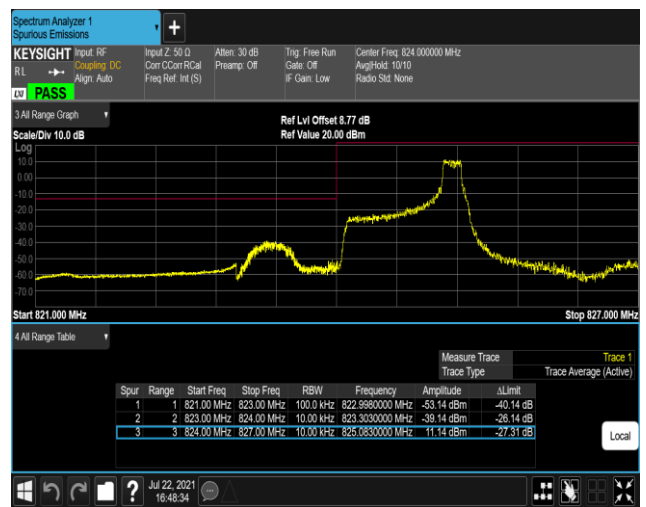 Spectrum Analyzer 1
Spurious Emissions
+
KEYSIGHT Input: RF Input Z: 50 Ω Atten: 30 dB Trig: Free Run Center Freq: 824.000000 MHz
R L Coupling: DC Corr CCorr RCal Preamp: Off Gate: Off Avg|Hold: 10/10
Align: Auto Freq Ref: Int (S) IF Gain: Low Radio Std: None
LXI PASS
3 All Range Graph
Ref Lvl Offset 8.77 dB
Scale/Div 10.0 dB Ref Value 20.00 dBm
Log
10.0
0.00
-10.0
-20.0
-30.0
-40.0
-50.0
-60.0
-70.0
Start 821.000 MHz Stop 827.000 MHz
4 All Range Table
Measure Trace Trace 1
Trace Type Trace Average (Active)
Spur Range Start Freq Stop Freq RBW Frequency Amplitude ΔLimit
1 1 821.00 MHz 823.00 MHz 100.0 kHz 822.9980000 MHz -53.14 dBm -40.14 dB
2 2 823.00 MHz 824.00 MHz 10.00 kHz 823.3030000 MHz -39.14 dBm -26.14 dB
3 3 824.00 MHz 827.00 MHz 10.00 kHz 825.0830000 MHz 11.14 dBm -27.31 dB
Local
? Jul 22, 2021
16:48:34